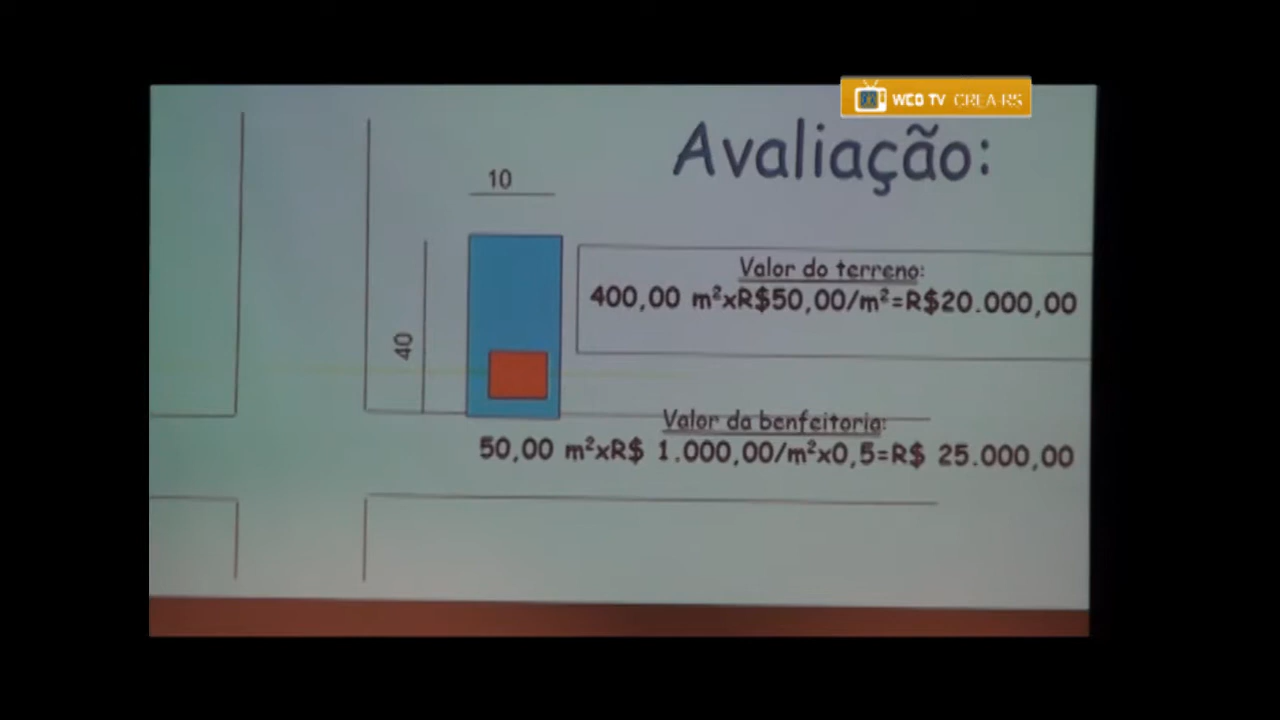 WEB TV CREA-RS
Avaliação:
10
40
Valor do terreno:
400,00 m²xR$50,00/m²=R$20.000,00
Valor da benfeitoria:
50,00 m²xR$ 1.000,00/m²x0,5=R$ 25.000,00